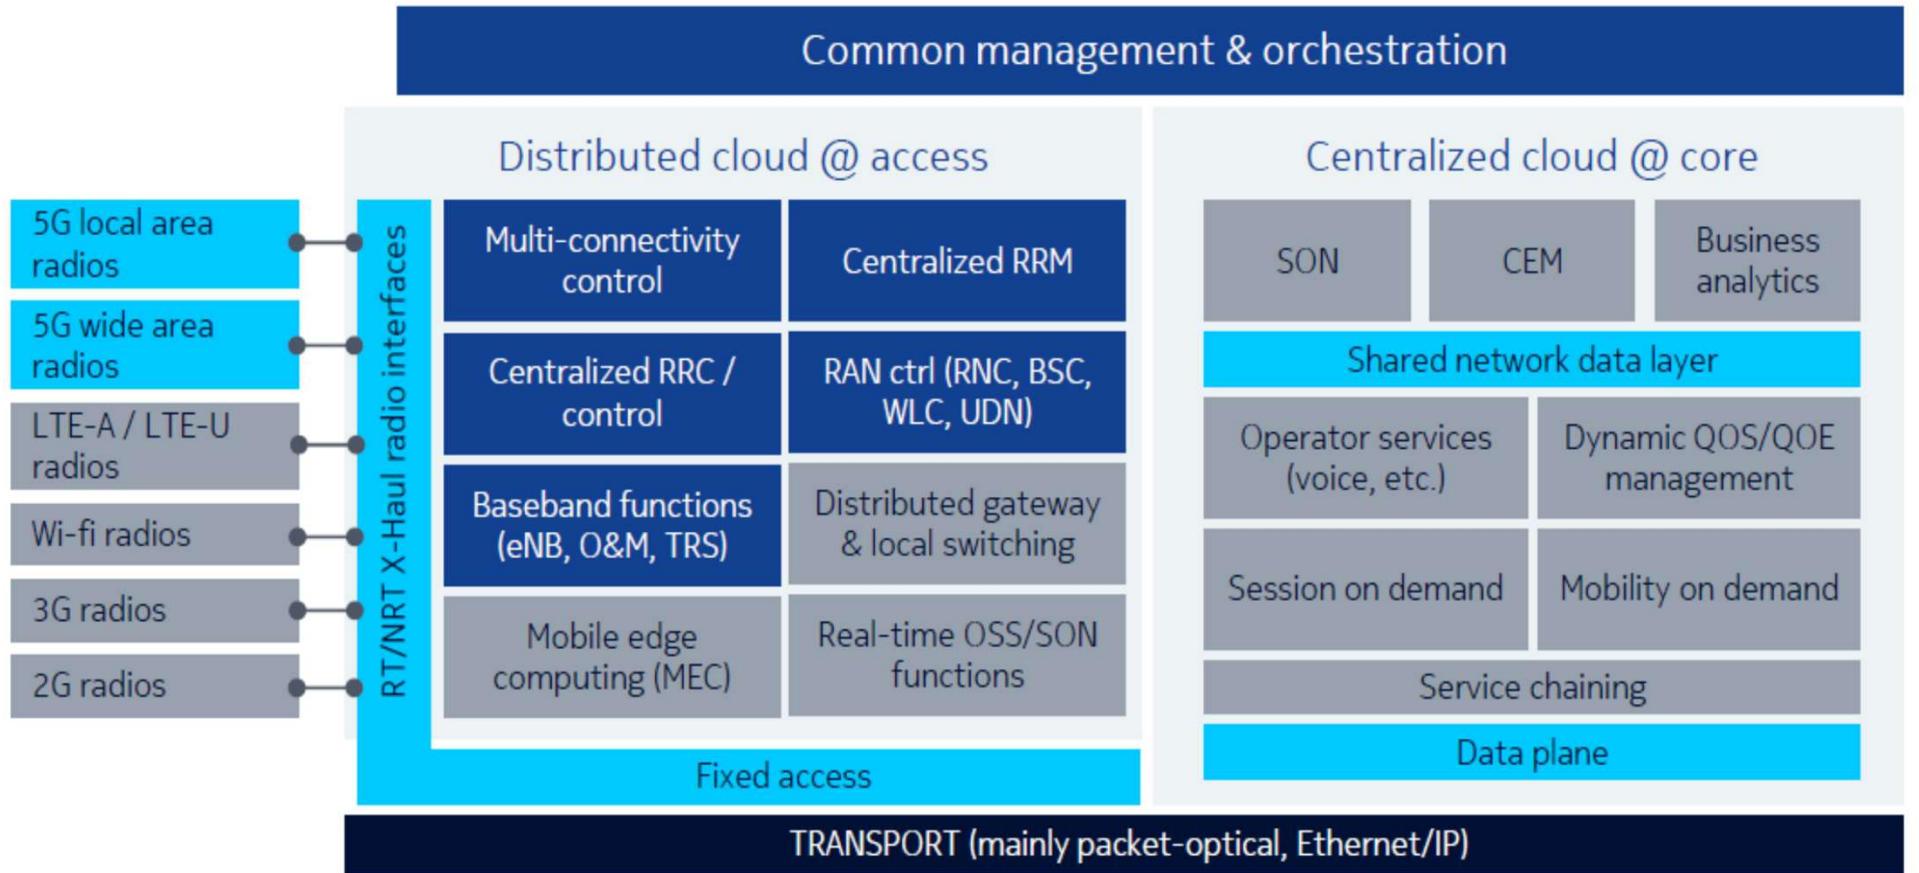 Common management & orchestration
Distributed cloud @ access
Centralized cloud @ core
5G local area
radios
5G wide area
radios
LTE-A / LTE-U
radios
Wi-fi radios
3G radios
2G radios
RT/NRT X-Haul radio interfaces
Multi-connectivity
control
Centralized RRM
Centralized RRC /
control
RAN ctrl (RNC, BSC,
WLC, UDN)
Baseband functions
(eNB, O&M, TRS)
Distributed gateway
& local switching
Mobile edge
computing (MEC)
Real-time OSS/SON
functions
Fixed access
SON
CEM
Business
analytics
Shared network data layer
Operator services
(voice, etc.)
Dynamic QOS/QOE
management
Session on demand
Mobility on demand
Service chaining
Data plane
TRANSPORT (mainly packet-optical, Ethernet/IP)